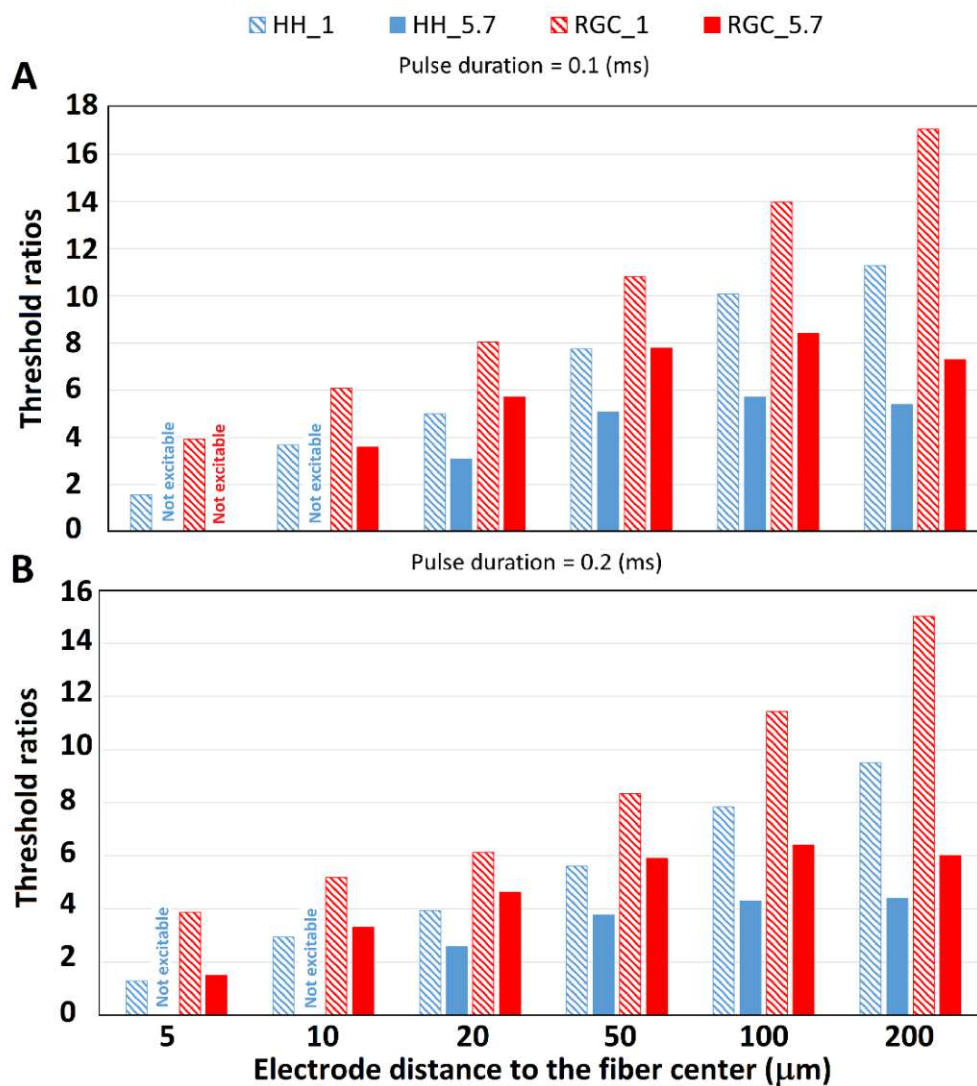 HH_1 HH_5.7 RGC_1 RGC_5.7
Pulse duration = 0.1 (ms)
A
18
16
14
12
10
8
6
4
2
0
Threshold ratios
Not excitable
Not excitable
Not excitable
Pulse duration = 0.2 (ms)
B
16
14
12
10
8
6
4
2
0
Threshold ratios
Not excitable
Not excitable
5 10 20 50 100 200
Electrode distance to the fiber center (μm)